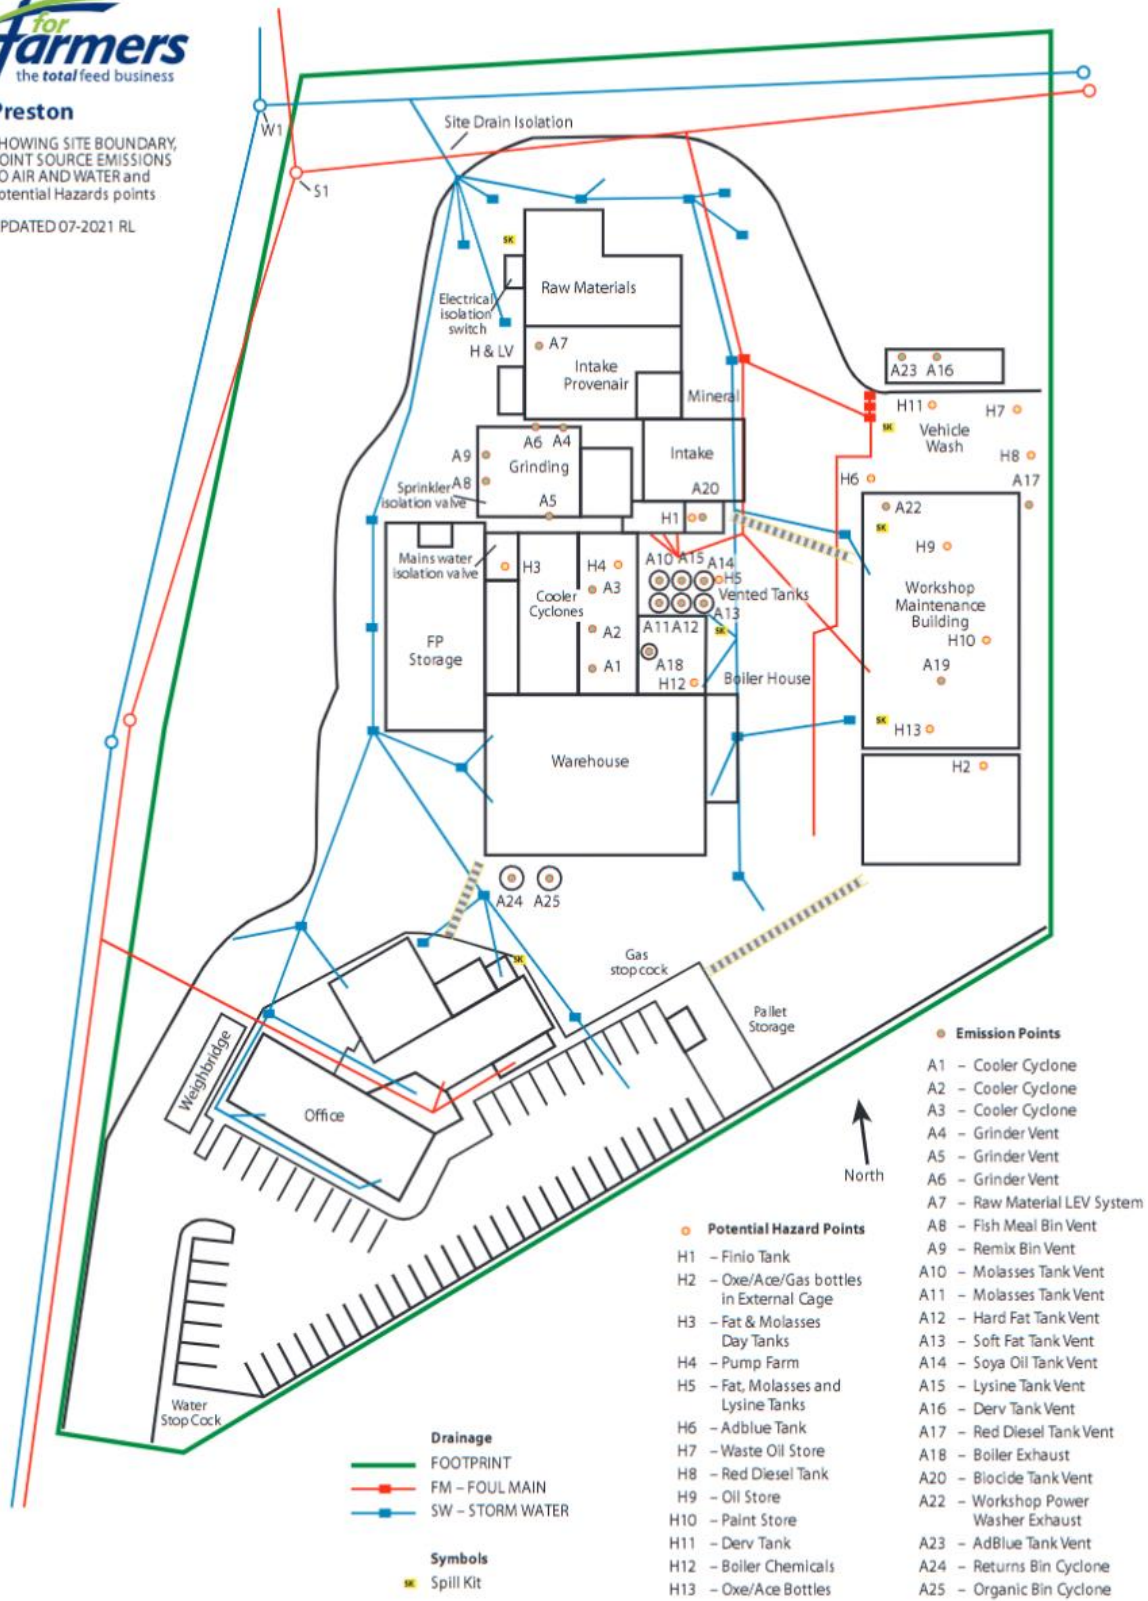 for
farmers
the total feed business
Preston
HOWING SITE BOUNDARY,
OINT SOURCE EMISSIONS
O AIR AND WATER and
otential Hazards points
PDATED 07-2021 RL
W1
S1
Site Drain Isolation
SK
Raw Materials
Electrical
isolation
switch
H & LV
A7
Intake
Provenair
Mineral
A23 A16
H11
H7
SK
Vehicle
Wash
H8
A17
H6
A6 A4
A9
Grinding
A8
Sprinkler
isolation valve
A5
Intake
A20
H1
A22
SK
H9
Workshop
Maintenance
Building
H10
A19
SK
H13
H2
Mains water
isolation valve
H3
Cooler
Cyclones
H4
A3
A2
A1
A10 A15 A14
H5
Vented Tanks
A13
A11 A12
SK
A18
H12
Boiler House
FP
Storage
Warehouse
A24 A25
SK
Gas
stop cock
Pallet
Storage
Weighbridge
Office
North
Water
Stop Cock
Drainage
FOOTPRINT
FM – FOUL MAIN
SW – STORM WATER
Symbols
SK Spill Kit
Potential Hazard Points
H1 – Finio Tank
H2 – Oxe/Ace/Gas bottles
in External Cage
H3 – Fat & Molasses
Day Tanks
H4 – Pump Farm
H5 – Fat, Molasses and
Lysine Tanks
H6 – Adblue Tank
H7 – Waste Oil Store
H8 – Red Diesel Tank
H9 – Oil Store
H10 – Paint Store
H11 – Derv Tank
H12 – Boiler Chemicals
H13 – Oxe/Ace Bottles
Emission Points
A1 – Cooler Cyclone
A2 – Cooler Cyclone
A3 – Cooler Cyclone
A4 – Grinder Vent
A5 – Grinder Vent
A6 – Grinder Vent
A7 – Raw Material LEV System
A8 – Fish Meal Bin Vent
A9 – Remix Bin Vent
A10 – Molasses Tank Vent
A11 – Molasses Tank Vent
A12 – Hard Fat Tank Vent
A13 – Soft Fat Tank Vent
A14 – Soya Oil Tank Vent
A15 – Lysine Tank Vent
A16 – Derv Tank Vent
A17 – Red Diesel Tank Vent
A18 – Boiler Exhaust
A20 – Biocide Tank Vent
A22 – Workshop Power
Washer Exhaust
A23 – AdBlue Tank Vent
A24 – Returns Bin Cyclone
A25 – Organic Bin Cyclone